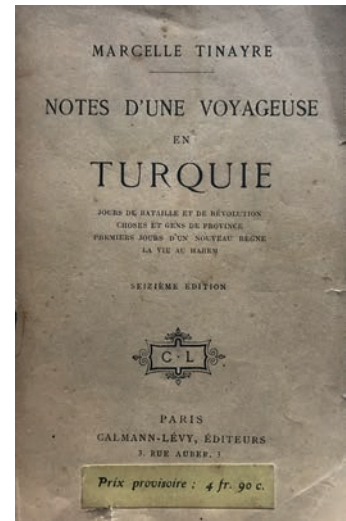 MARCELLE TINAYRE
NOTES D'UNE VOYAGEUSE
EN
TURQUIE
JOURS DE BATAILLE ET DE RÉVOLUTION
CHOSES ET GENS DE PROVINCE
PREMIERS JOURS D'UN NOUVEAU RÈGNE
LA VIE AU HAREM
SEIZIÈME ÉDITION
C·L
PARIS
CALMANN-LÉVY, ÉDITEURS
3, RUE AUBER, 3
Prix provisoire : 4 fr. 90 c.